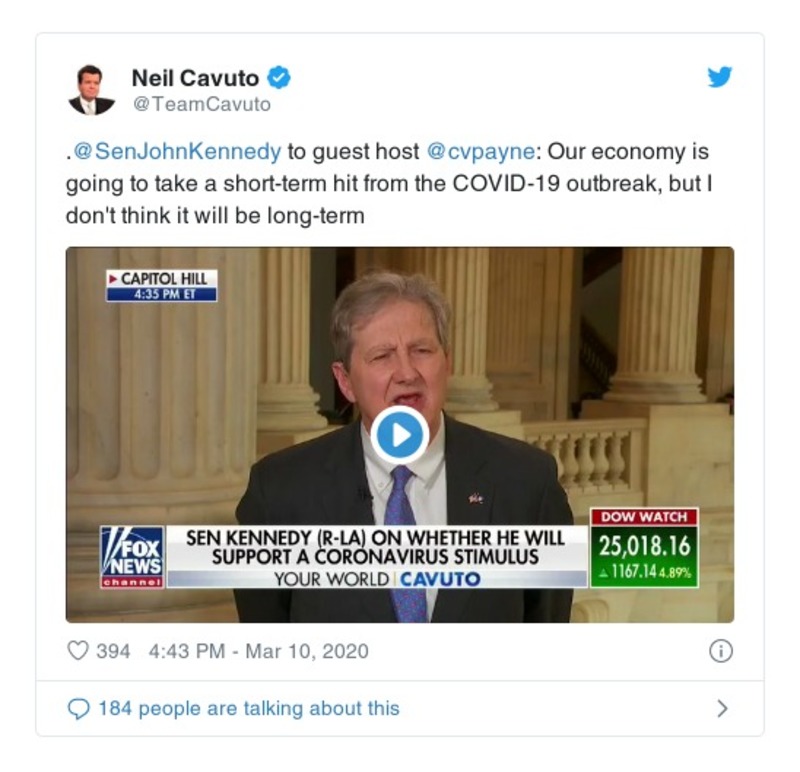 Neil Cavuto
@TeamCavuto
.@SenJohnKennedy to guest host @cvpayne: Our economy is
going to take a short-term hit from the COVID-19 outbreak, but I
don't think it will be long-term
CAPITOL HILL
4:35 PM ET
DOW WATCH
25,018.16
1167.14 4.89%
FOX
NEWS
channel
SEN KENNEDY (R-LA) ON WHETHER HE WILL
SUPPORT A CORONAVIRUS STIMULUS
YOUR WORLD CAVUTO
394 4:43 PM - Mar 10, 2020
184 people are talking about this